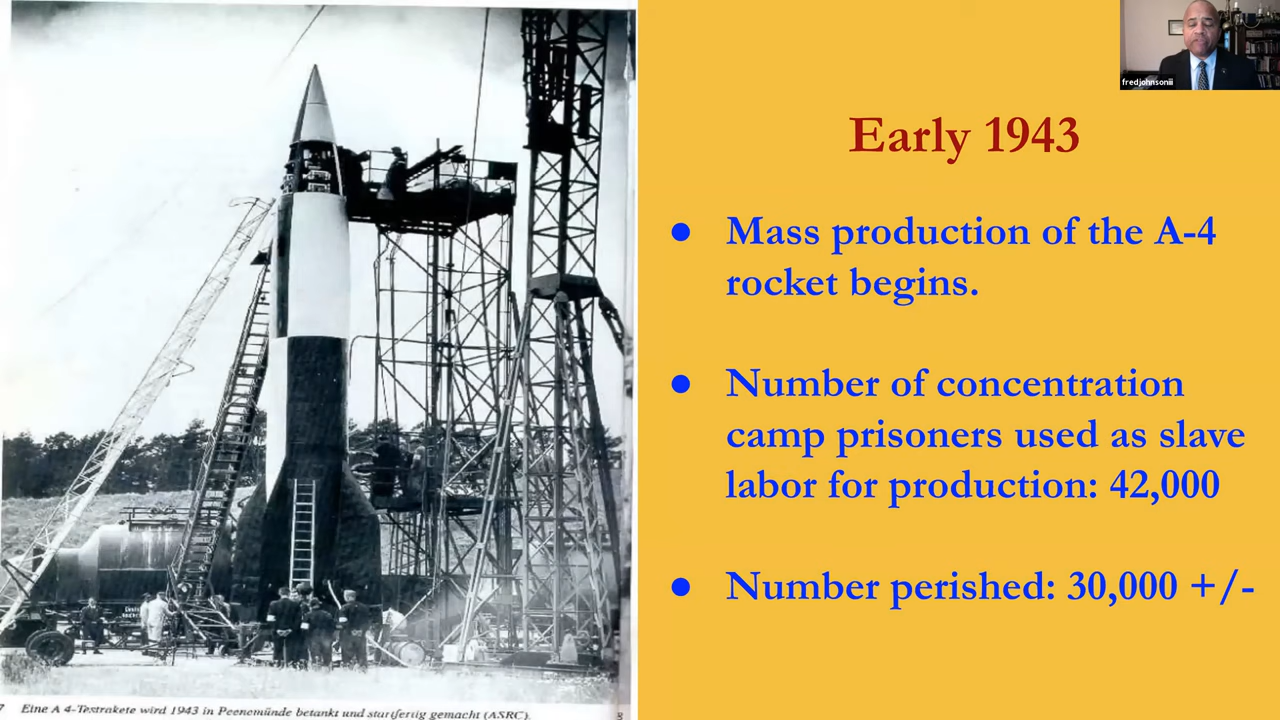 fredjohnsoniii
Early 1943
● Mass production of the A-4
rocket begins.
● Number of concentration
camp prisoners used as slave
labor for production: 42,000
● Number perished: 30,000 +/-
7 Eine A 4-Testrakete wird 1943 in Peenemünde betankt und startfertig gemacht (ASRC).